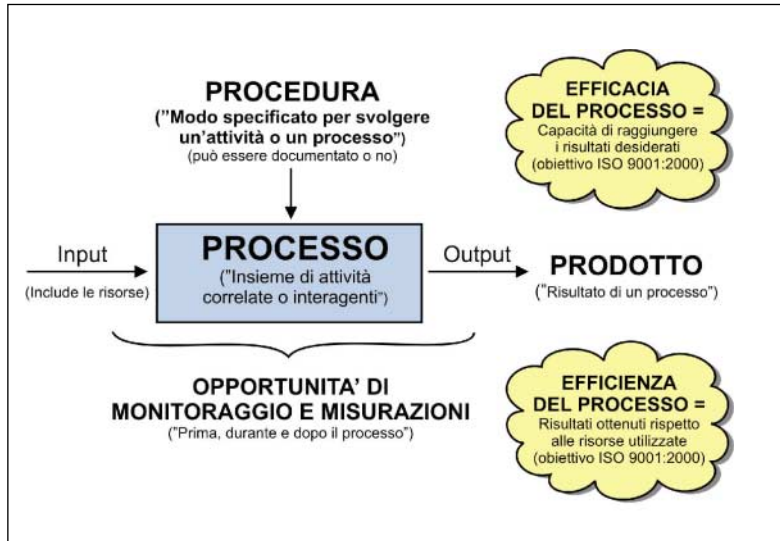 PROCEDURA
("Modo specificato per svolgere
un'attività o un processo")
(può essere documentato o no)
EFFICACIA
DEL PROCESSO =
Capacità di raggiungere
i risultati desiderati
(obiettivo ISO 9001:2000)
Input
(Include le risorse)
PROCESSO
("Insieme di attività
correlate o interagenti")
Output
PRODOTTO
("Risultato di un processo")
OPPORTUNITA' DI
MONITORAGGIO E MISURAZIONI
("Prima, durante e dopo il processo")
EFFICIENZA
DEL PROCESSO =
Risultati ottenuti rispetto
alle risorse utilizzate
(obiettivo ISO 9001:2000)